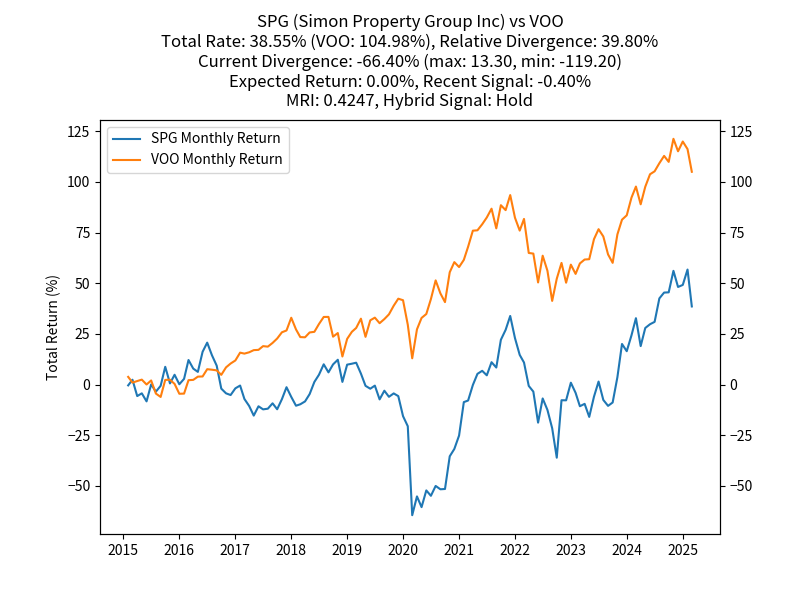 SPG (Simon Property Group Inc) vs VOO
Total Rate: 38.55% (VOO: 104.98%), Relative Divergence: 39.80%
Current Divergence: -66.40% (max: 13.30, min: -119.20)
Expected Return: 0.00%, Recent Signal: -0.40%
MRI: 0.4247, Hybrid Signal: Hold
SPG Monthly Return
VOO Monthly Return
Total Return (%)
125
100
75
50
25
0
−25
−50
125
100
75
50
25
0
−25
−50
2015 2016 2017 2018 2019 2020 2021 2022 2023 2024 2025